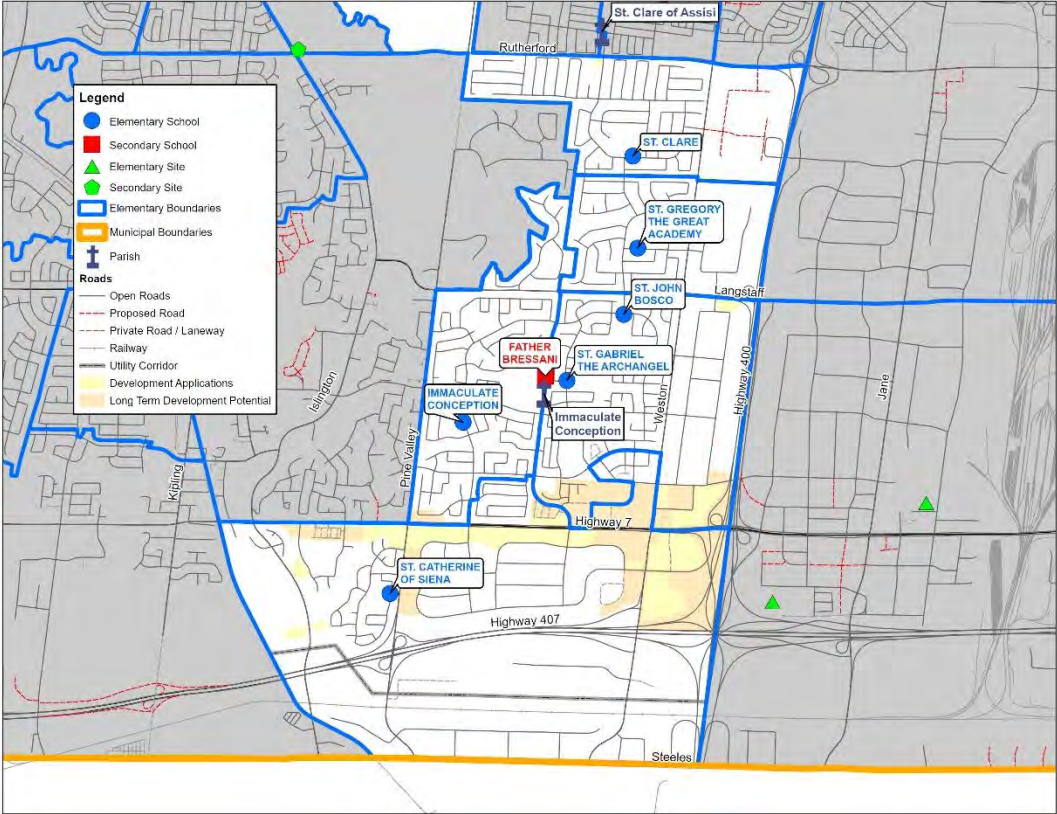 St. Clare of Assisi
Rutherford
Legend
Elementary School
Secondary School
Elementary Site
Secondary Site
Elementary Boundaries
Municipal Boundaries
Parish
Roads
Open Roads
Proposed Road
Private Road / Laneway
Railway
Utility Corridor
Development Applications
Long Term Development Potential
ST. CLARE
ST. GREGORY
THE GREAT
ACADEMY
Langstaff
ST. JOHN
BOSCO
FATHER
BRESSANI
ST. GABRIEL
THE ARCHANGEL
IMMACULATE
CONCEPTION
Immaculate
Conception
Islington
Pine Valley
Weston
Highway 400
Jane
Kipling
Highway 7
ST. CATHERINE
OF SIENA
Highway 407
Steeles